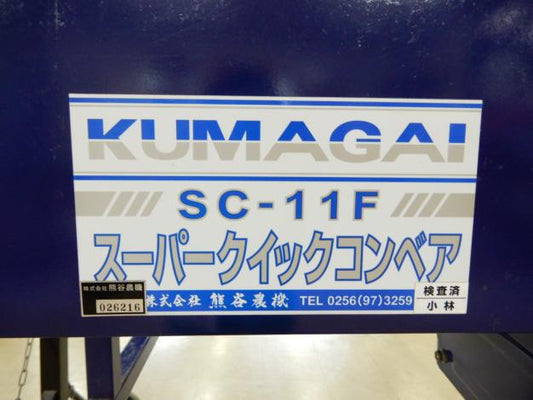 KUMAGAI
SC-11F
スーパークイックコンベア
株式会社 熊谷農機
026216
株式会社 熊谷農機 TEL 0256(97)3259
検査済
小林